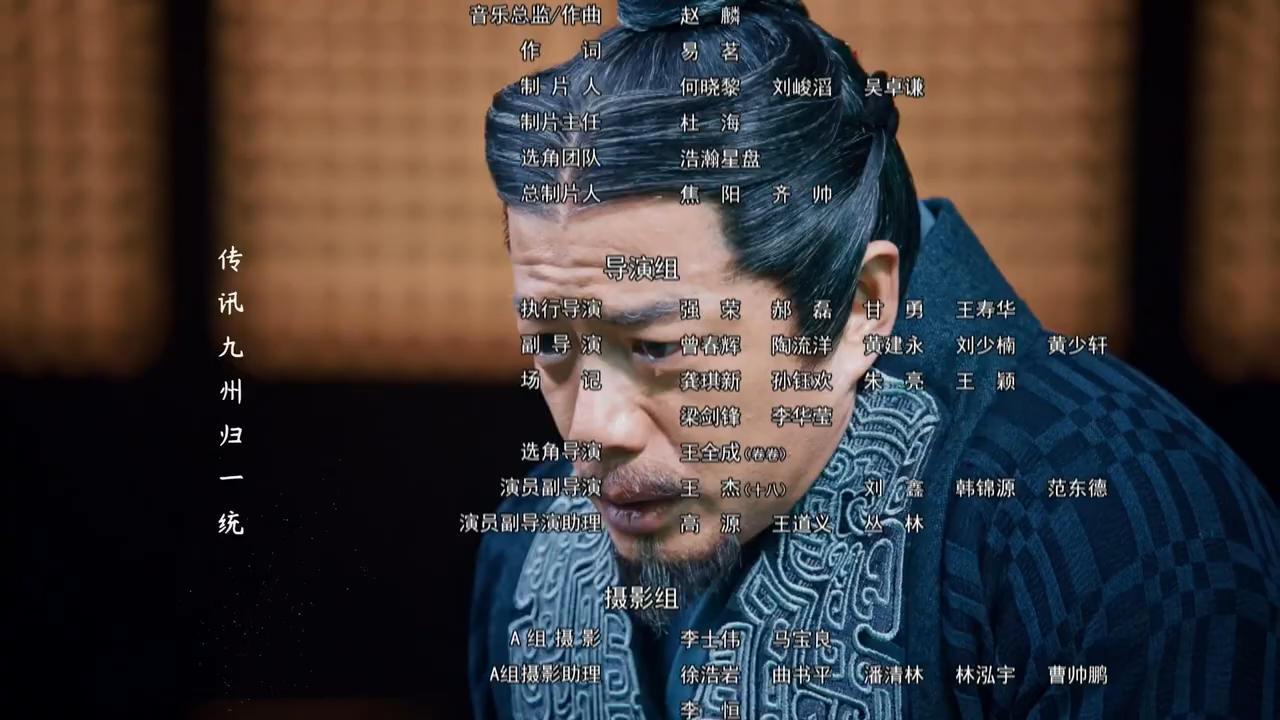 音乐总监/作曲 赵麟
作词 易茗
制片人 何晓黎 刘峻滔 吴卓谦
制片主任 杜海
选角团队 浩瀚星盘
总制片人 焦阳 齐帅
导演组
执行导演 强荣 郝磊 甘勇 王寿华
副导演 曾春辉 陶流洋 黄建永 刘少楠 黄少轩
场记 龚琪新 孙钰欢 朱亮 王颖
梁剑锋 李华莹
选角导演 王全成(卷卷)
演员副导演 王杰(十八) 刘鑫 韩锦源 范东德
演员副导演助理 高源 王道义 丛林
摄影组
A组摄影 李士伟 马宝良
A组摄影助理 徐浩岩 曲书平 潘清林 林泓宇 曹帅鹏
李恒
传讯九州归一统